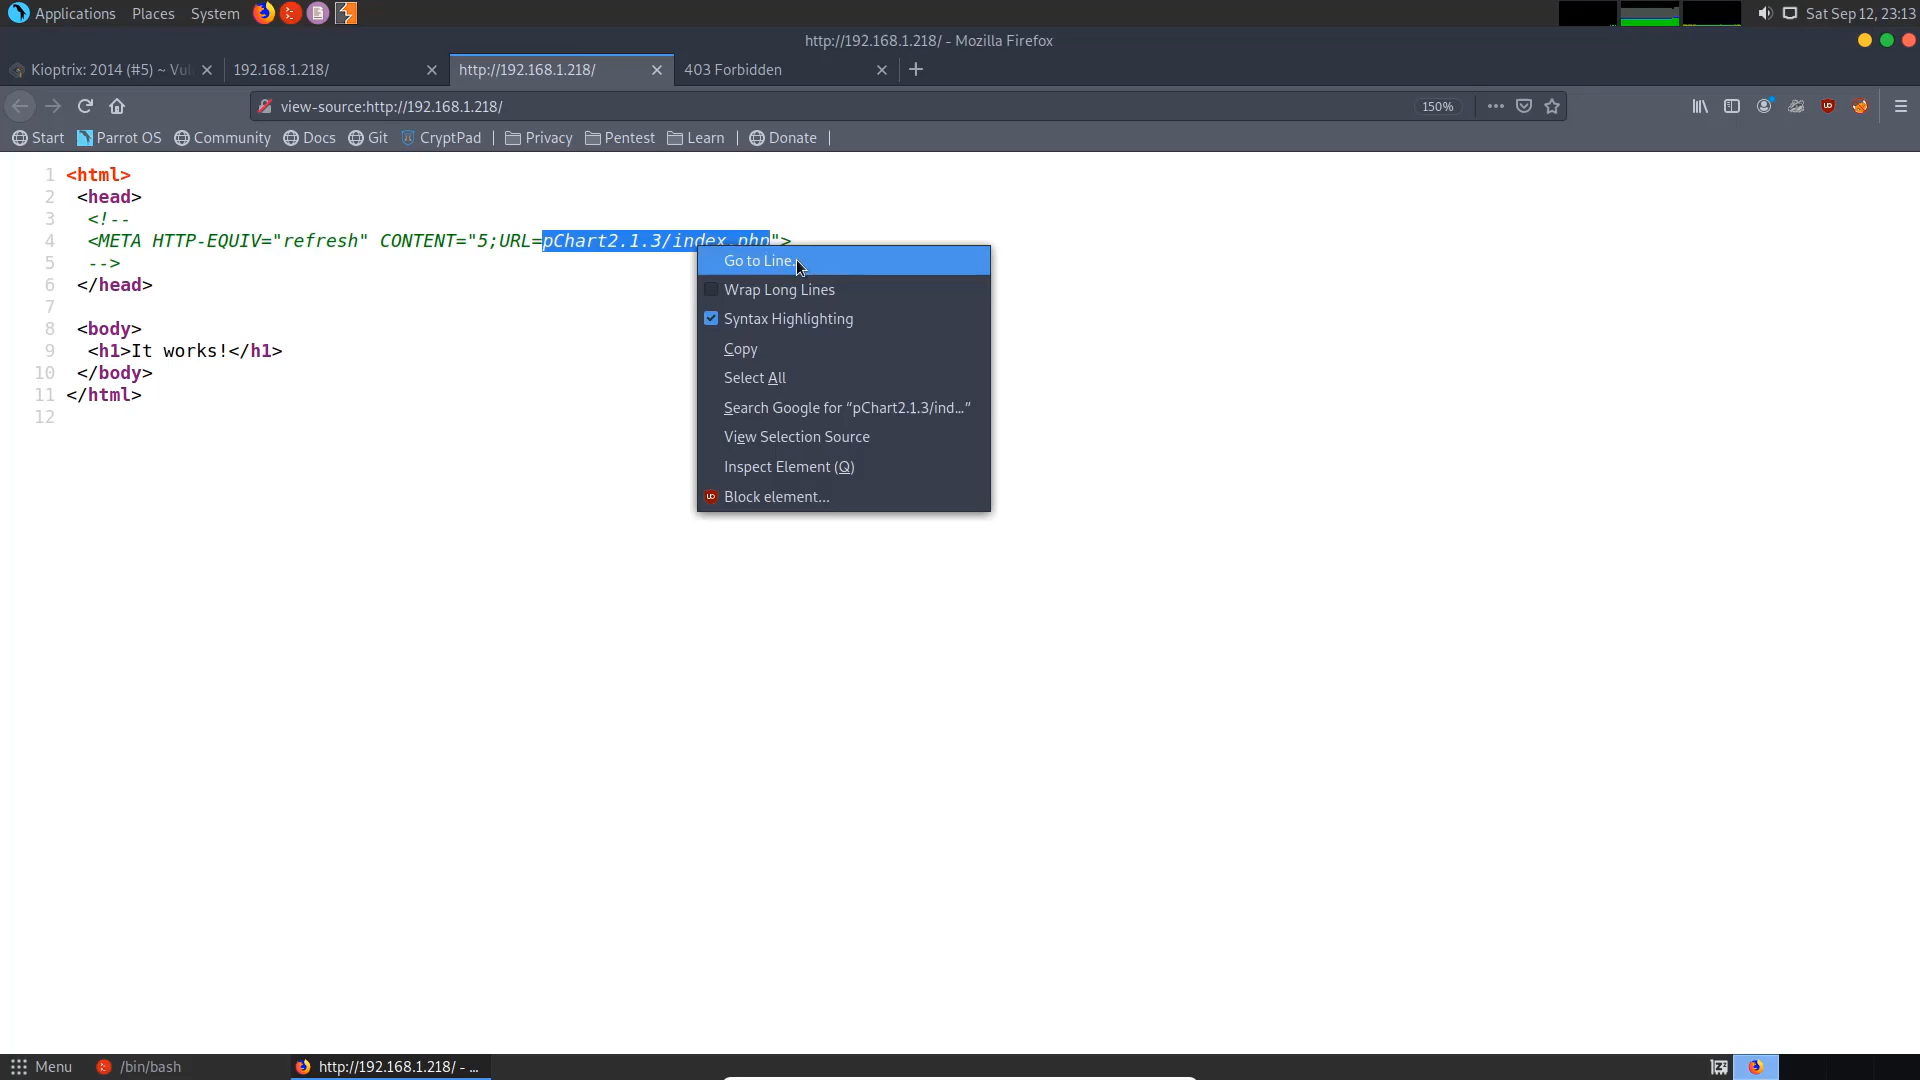 Applications Places System Sat Sep 12, 23:13
http://192.168.1.218/ - Mozilla Firefox
Kioptrix: 2014 (#5) ~ Vul 192.168.1.218/ http://192.168.1.218/ 403 Forbidden
view-source:http://192.168.1.218/ 150%
Start Parrot OS Community Docs Git CryptPad Privacy Pentest Learn Donate
1 <html>
2 <head>
3 <!--
4 <META HTTP-EQUIV="refresh" CONTENT="5;URL=pChart2.1.3/index.php">
5 -->
6 </head>
7
8 <body>
9 <h1>It works!</h1>
10 </body>
11 </html>
12
Go to Line...
Wrap Long Lines
Syntax Highlighting
Copy
Select All
Search Google for “pChart2.1.3/ind...”
View Selection Source
Inspect Element (Q)
Block element...
Menu /bin/bash http://192.168.1.218/ - ...